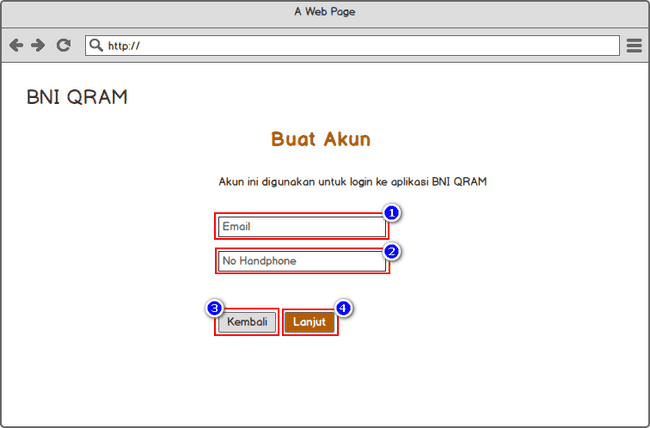 A Web Page
http://
BNI QRAM
Buat Akun
Akun ini digunakan untuk login ke aplikasi BNI QRAM
1
Email
2
No Handphone
3
4
Kembali
Lanjut